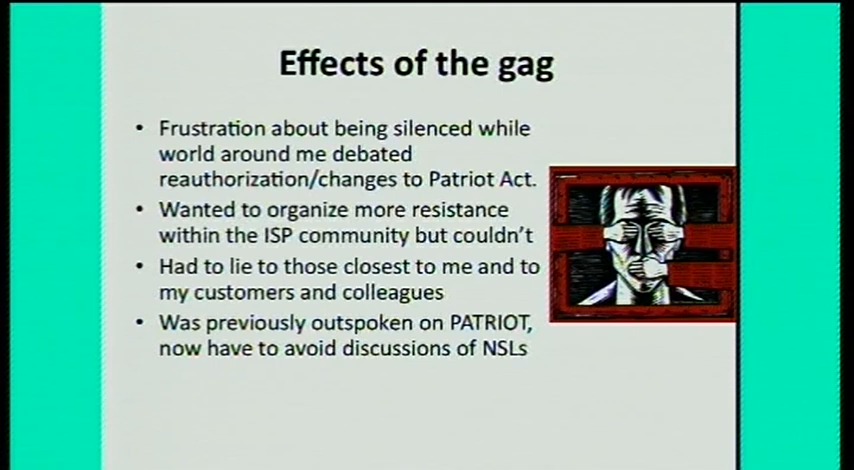 Effects of the gag
• Frustration about being silenced while
world around me debated
reauthorization/changes to Patriot Act.
• Wanted to organize more resistance
within the ISP community but couldn't
• Had to lie to those closest to me and to
my customers and colleagues
• Was previously outspoken on PATRIOT,
now have to avoid discussions of NSLs